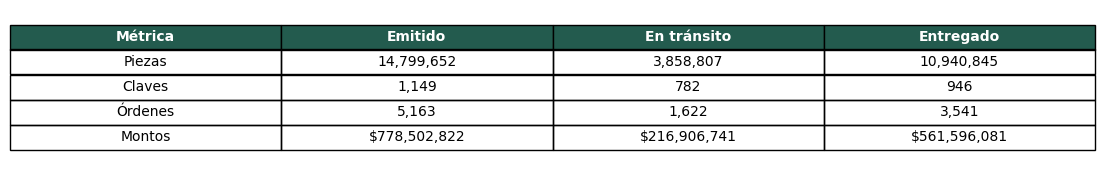 Métrica Emitido En tránsito Entregado
Piezas 14,799,652 3,858,807 10,940,845
Claves 1,149 782 946
Órdenes 5,163 1,622 3,541
Montos $778,502,822 $216,906,741 $561,596,081